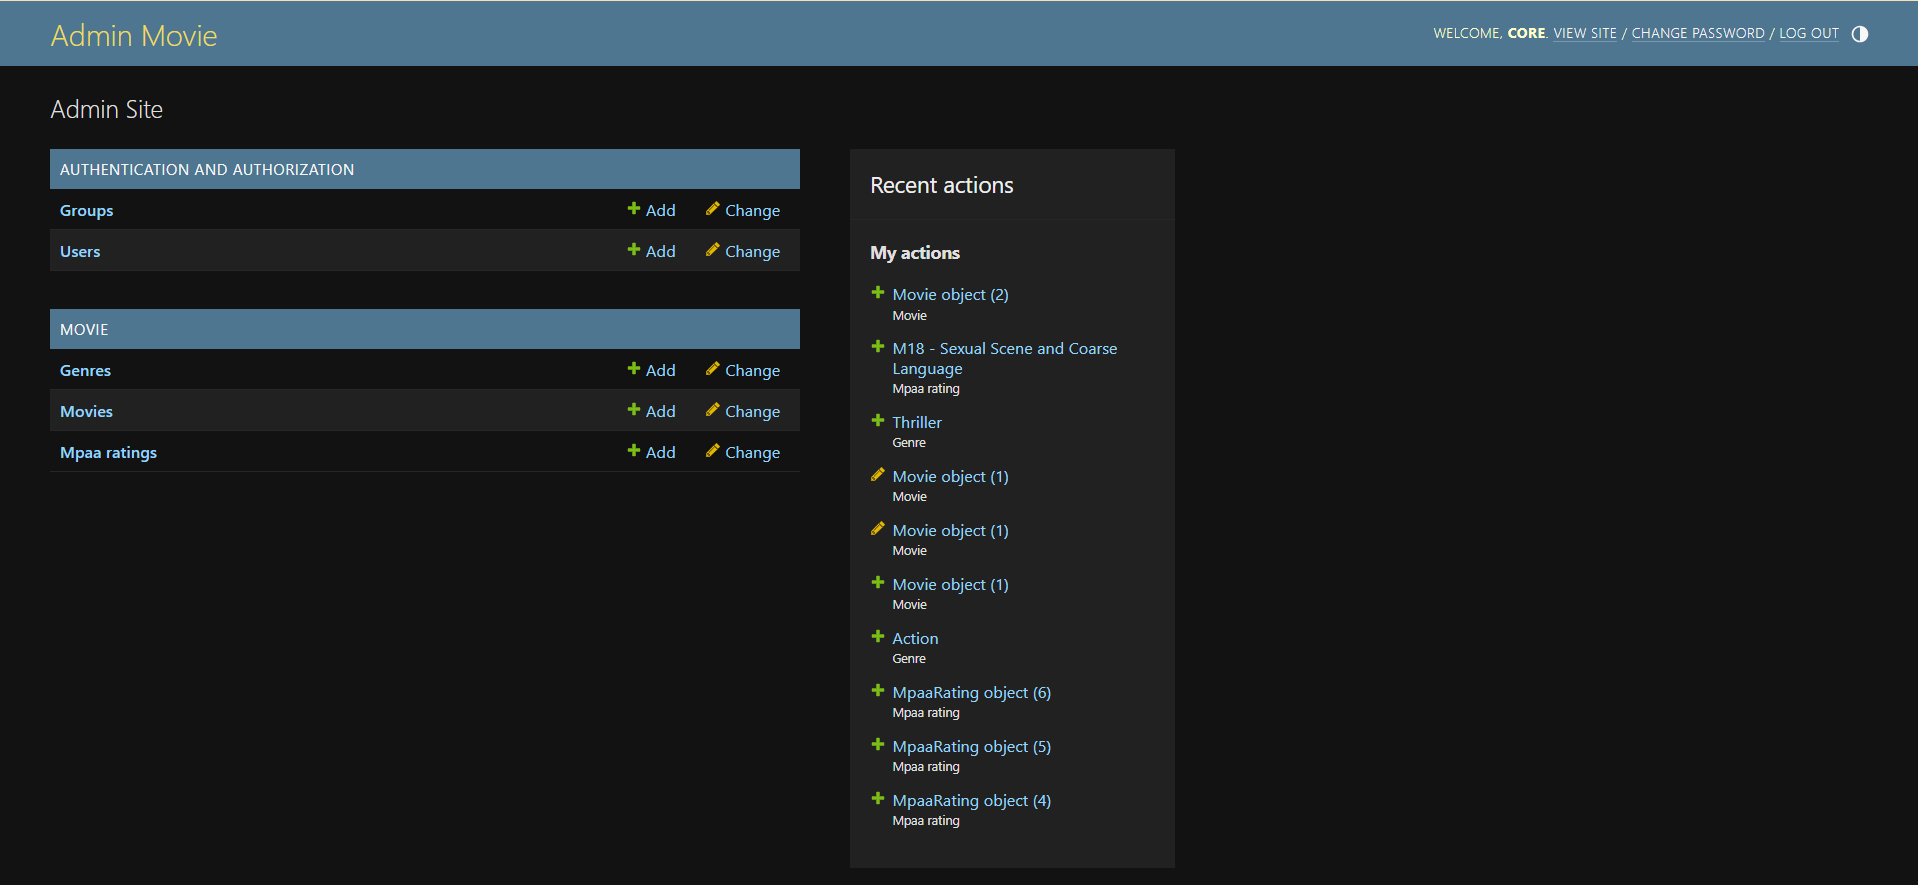 Admin Movie
WELCOME, CORE. VIEW SITE / CHANGE PASSWORD / LOG OUT
Admin Site
AUTHENTICATION AND AUTHORIZATION
Groups Add Change
Users Add Change
MOVIE
Genres Add Change
Movies Add Change
Mpaa ratings Add Change
Recent actions
My actions
Movie object (2)
Movie
M18 - Sexual Scene and Coarse
Language
Mpaa rating
Thriller
Genre
Movie object (1)
Movie
Movie object (1)
Movie
Movie object (1)
Movie
Action
Genre
MpaaRating object (6)
Mpaa rating
MpaaRating object (5)
Mpaa rating
MpaaRating object (4)
Mpaa rating